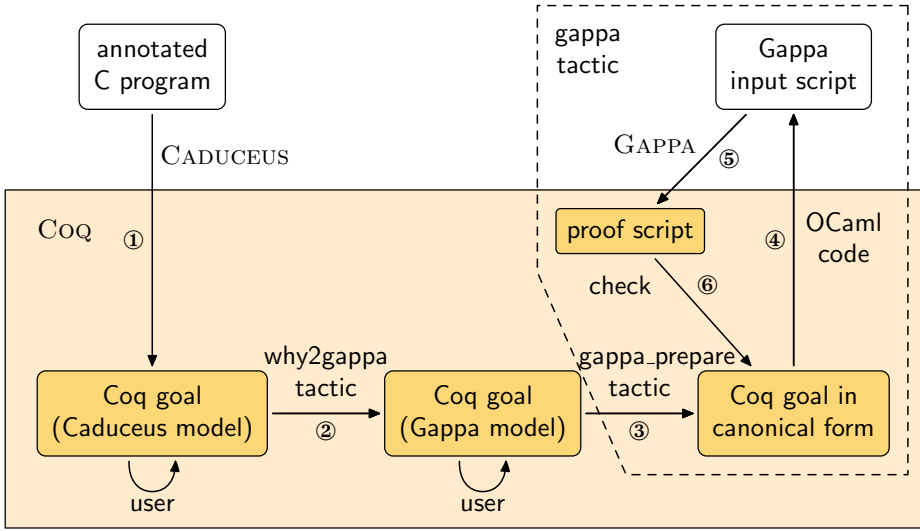 annotated
C program
gappa
tactic
Gappa
input script
CADUCEUS
GAPPA
⑤
COQ
①
proof script
④
OCaml
code
check
⑥
why2gappa
tactic
②
gappa_prepare
tactic
③
Coq goal
(Caduceus model)
Coq goal
(Gappa model)
Coq goal in
canonical form
user
user